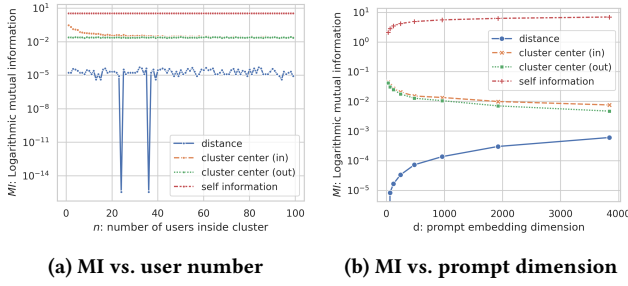 MI: Logarithmic mutual information
10¹
10⁻²
10⁻⁵
10⁻⁸
10⁻¹¹
10⁻¹⁴
distance
cluster center (in)
cluster center (out)
self information
0 20 40 60 80 100
n: number of users inside cluster
(a) MI vs. user number
MI: Logarithmic mutual information
10¹
10⁰
10⁻¹
10⁻²
10⁻³
10⁻⁴
10⁻⁵
distance
cluster center (in)
cluster center (out)
self information
0 1000 2000 3000 4000
d: prompt embedding dimension
(b) MI vs. prompt dimension